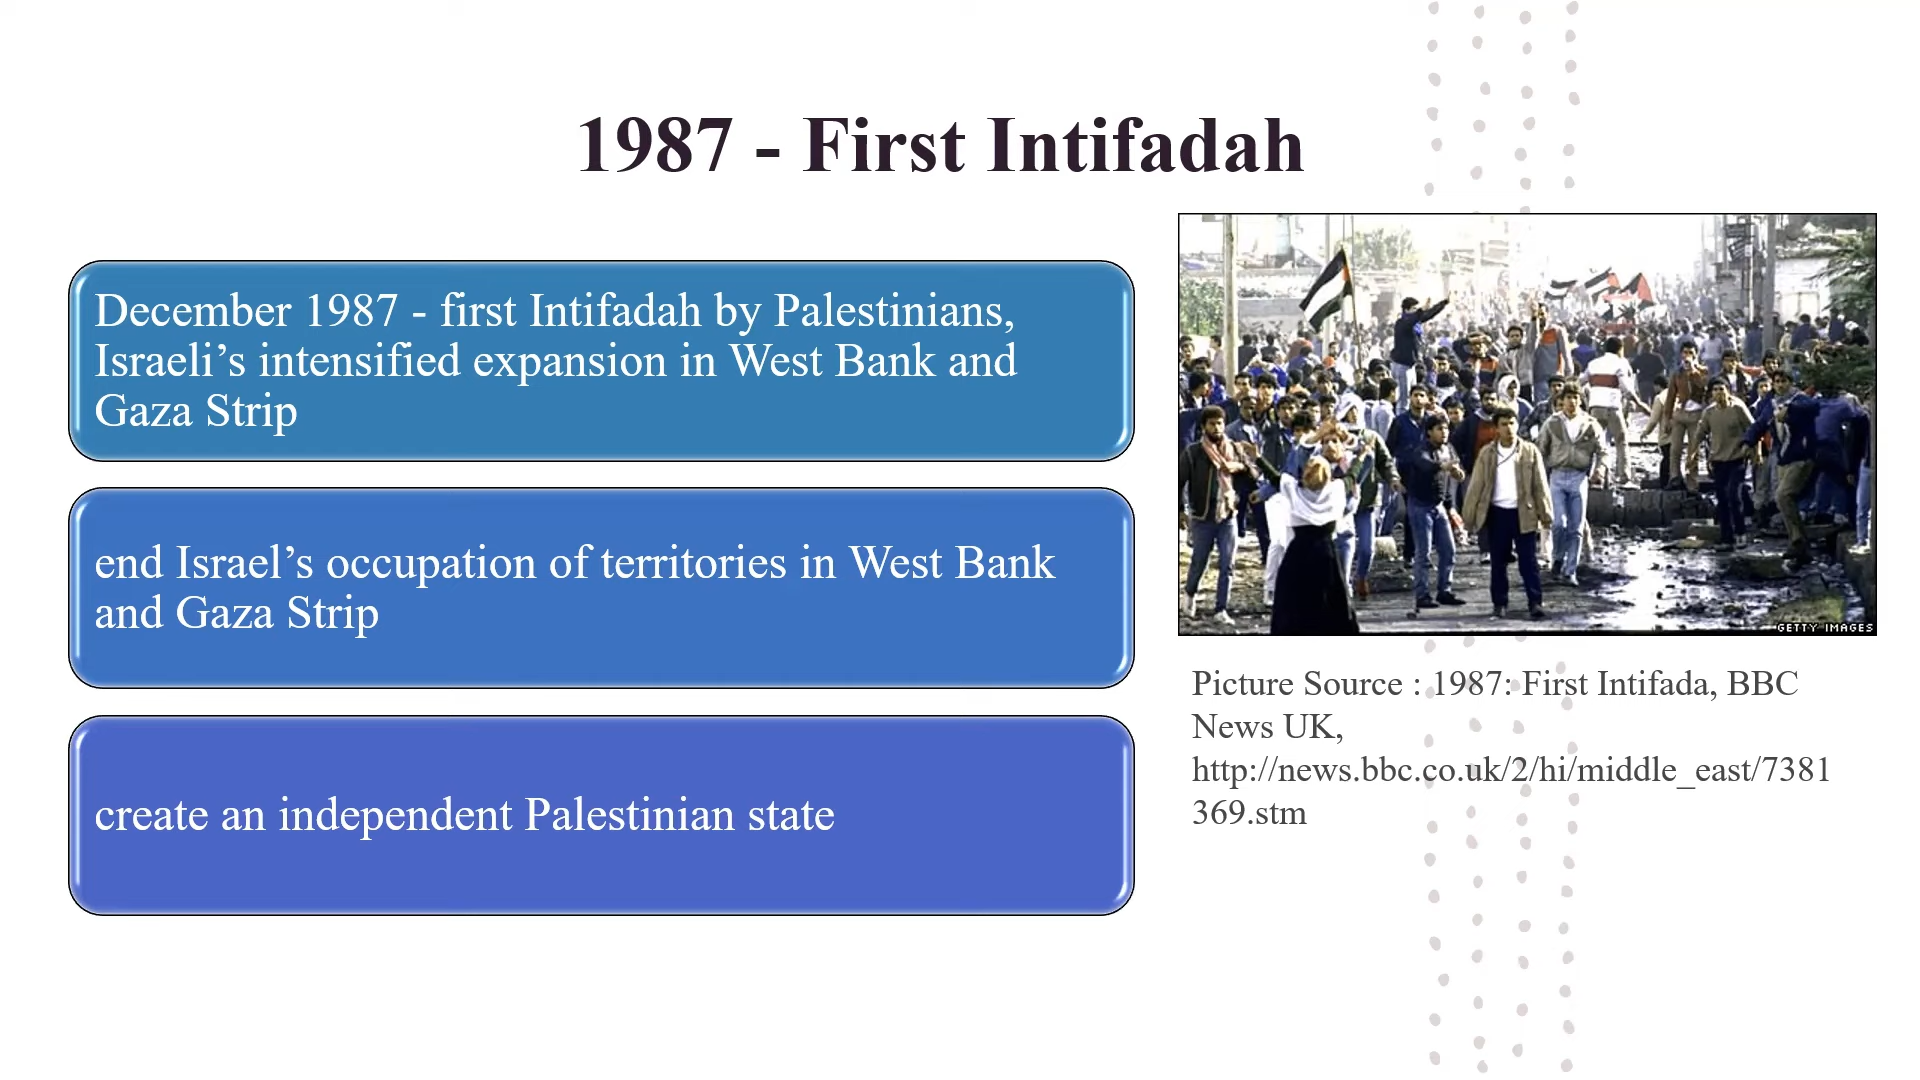 1987 - First Intifadah
December 1987 - first Intifadah by Palestinians,
Israeli’s intensified expansion in West Bank and
Gaza Strip
end Israel’s occupation of territories in West Bank
and Gaza Strip
create an independent Palestinian state
GETTY IMAGES
Picture Source : 1987: First Intifada, BBC
News UK,
http://news.bbc.co.uk/2/hi/middle_east/7381
369.stm